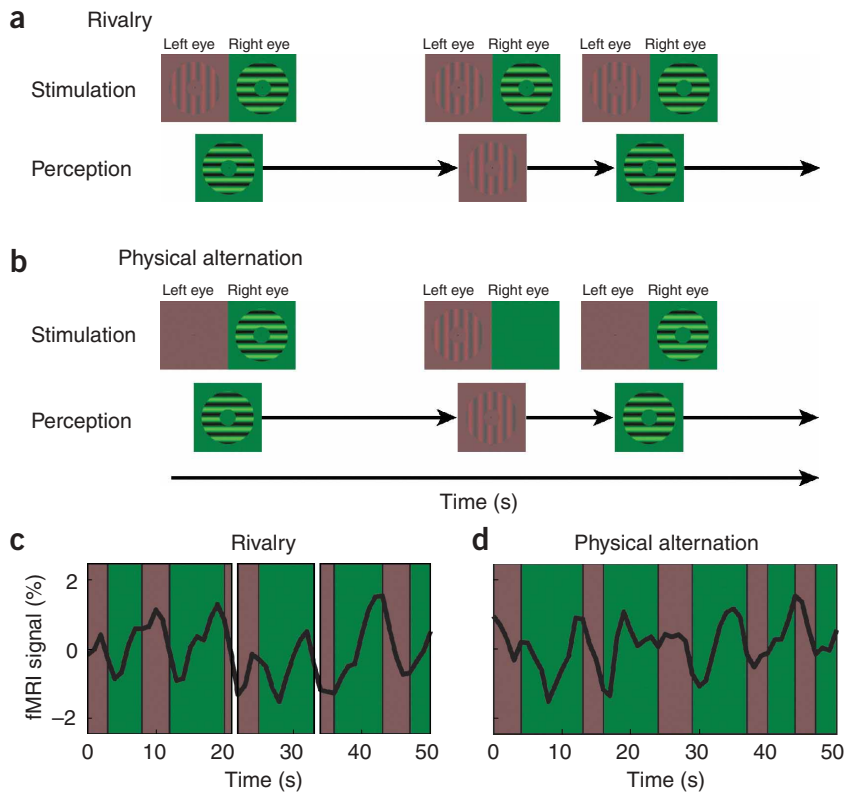 a
Rivalry
Left eye Right eye Left eye Right eye Left eye Right eye
Stimulation
Perception
b
Physical alternation
Left eye Right eye Left eye Right eye Left eye Right eye
Stimulation
Perception
Time (s)
c
Rivalry
fMRI signal (%)
2
0
–2
0 10 20 30 40 50
Time (s)
d
Physical alternation
0 10 20 30 40 50
Time (s)